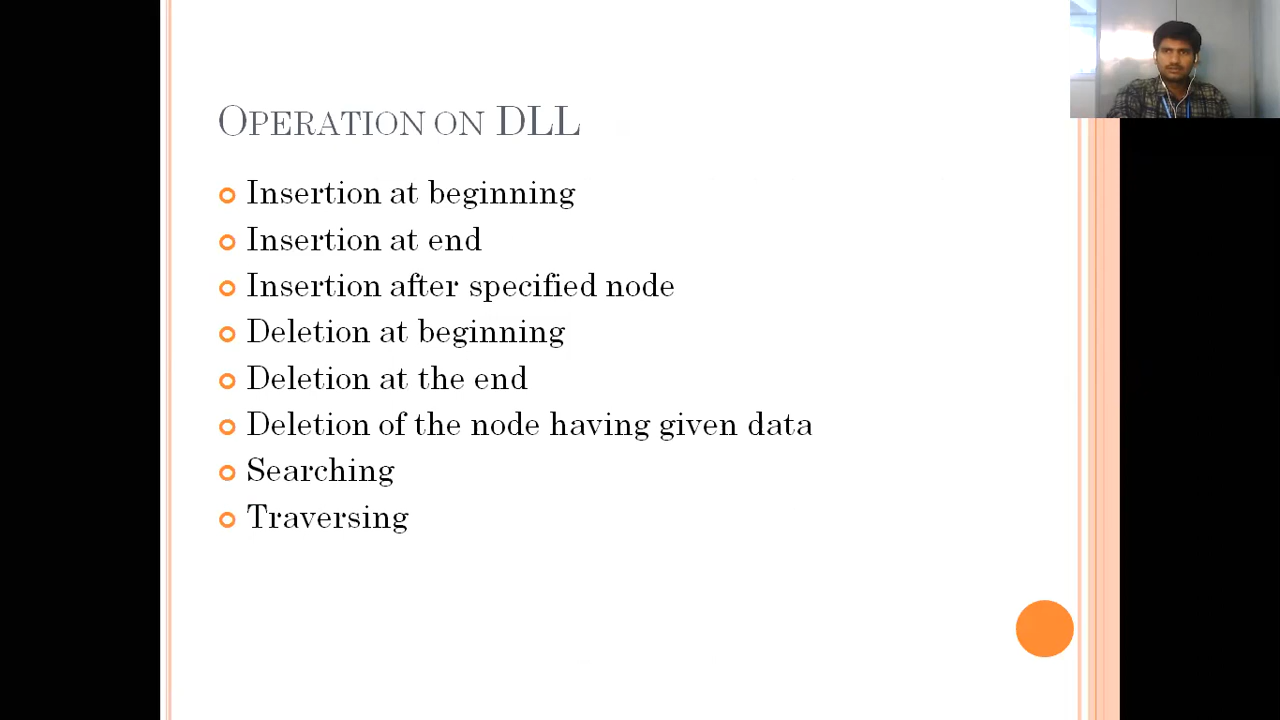 Operation on DLL
Insertion at beginning
Insertion at end
Insertion after specified node
Deletion at beginning
Deletion at the end
Deletion of the node having given data
Searching
Traversing